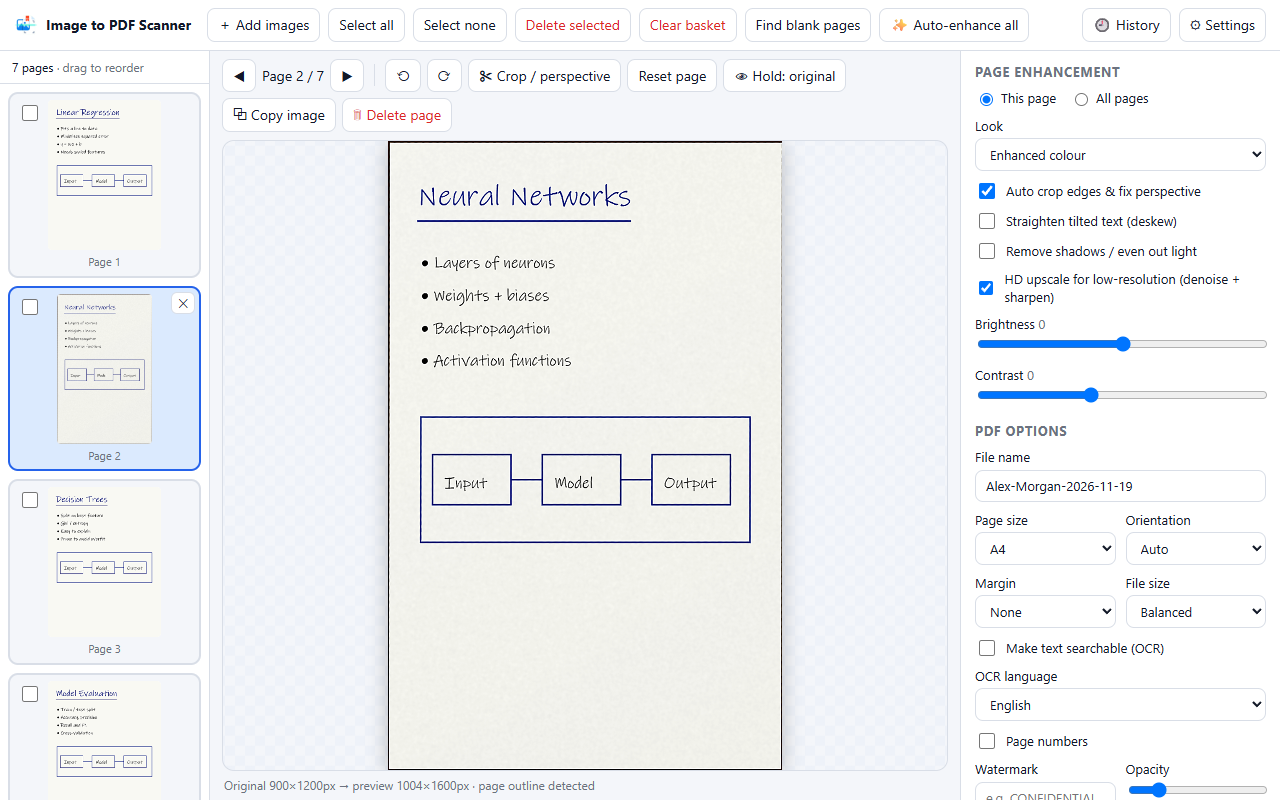 Image to PDF Scanner
+ Add images
Select all
Select none
Delete selected
Clear basket
Find blank pages
Auto-enhance all
History
Settings
7 pages · drag to reorder
Linear Regression
Page 1
Neural Networks
Page 2
Decision Trees
Page 3
Model Evaluation
Page 2 / 7
Crop / perspective
Reset page
Hold: original
Copy image
Delete page
Neural Networks
• Layers of neurons
• Weights + biases
• Backpropagation
• Activation functions
Input
Model
Output
Original 900×1200px → preview 1004×1600px · page outline detected
PAGE ENHANCEMENT
This page
All pages
Look
Enhanced colour
Auto crop edges & fix perspective
Straighten tilted text (deskew)
Remove shadows / even out light
HD upscale for low-resolution (denoise +
sharpen)
Brightness 0
Contrast 0
PDF OPTIONS
File name
Alex-Morgan-2026-11-19
Page size
Orientation
A4
Auto
Margin
File size
None
Balanced
Make text searchable (OCR)
OCR language
English
Page numbers
Watermark
Opacity
e.g. CONFIDENTIAL